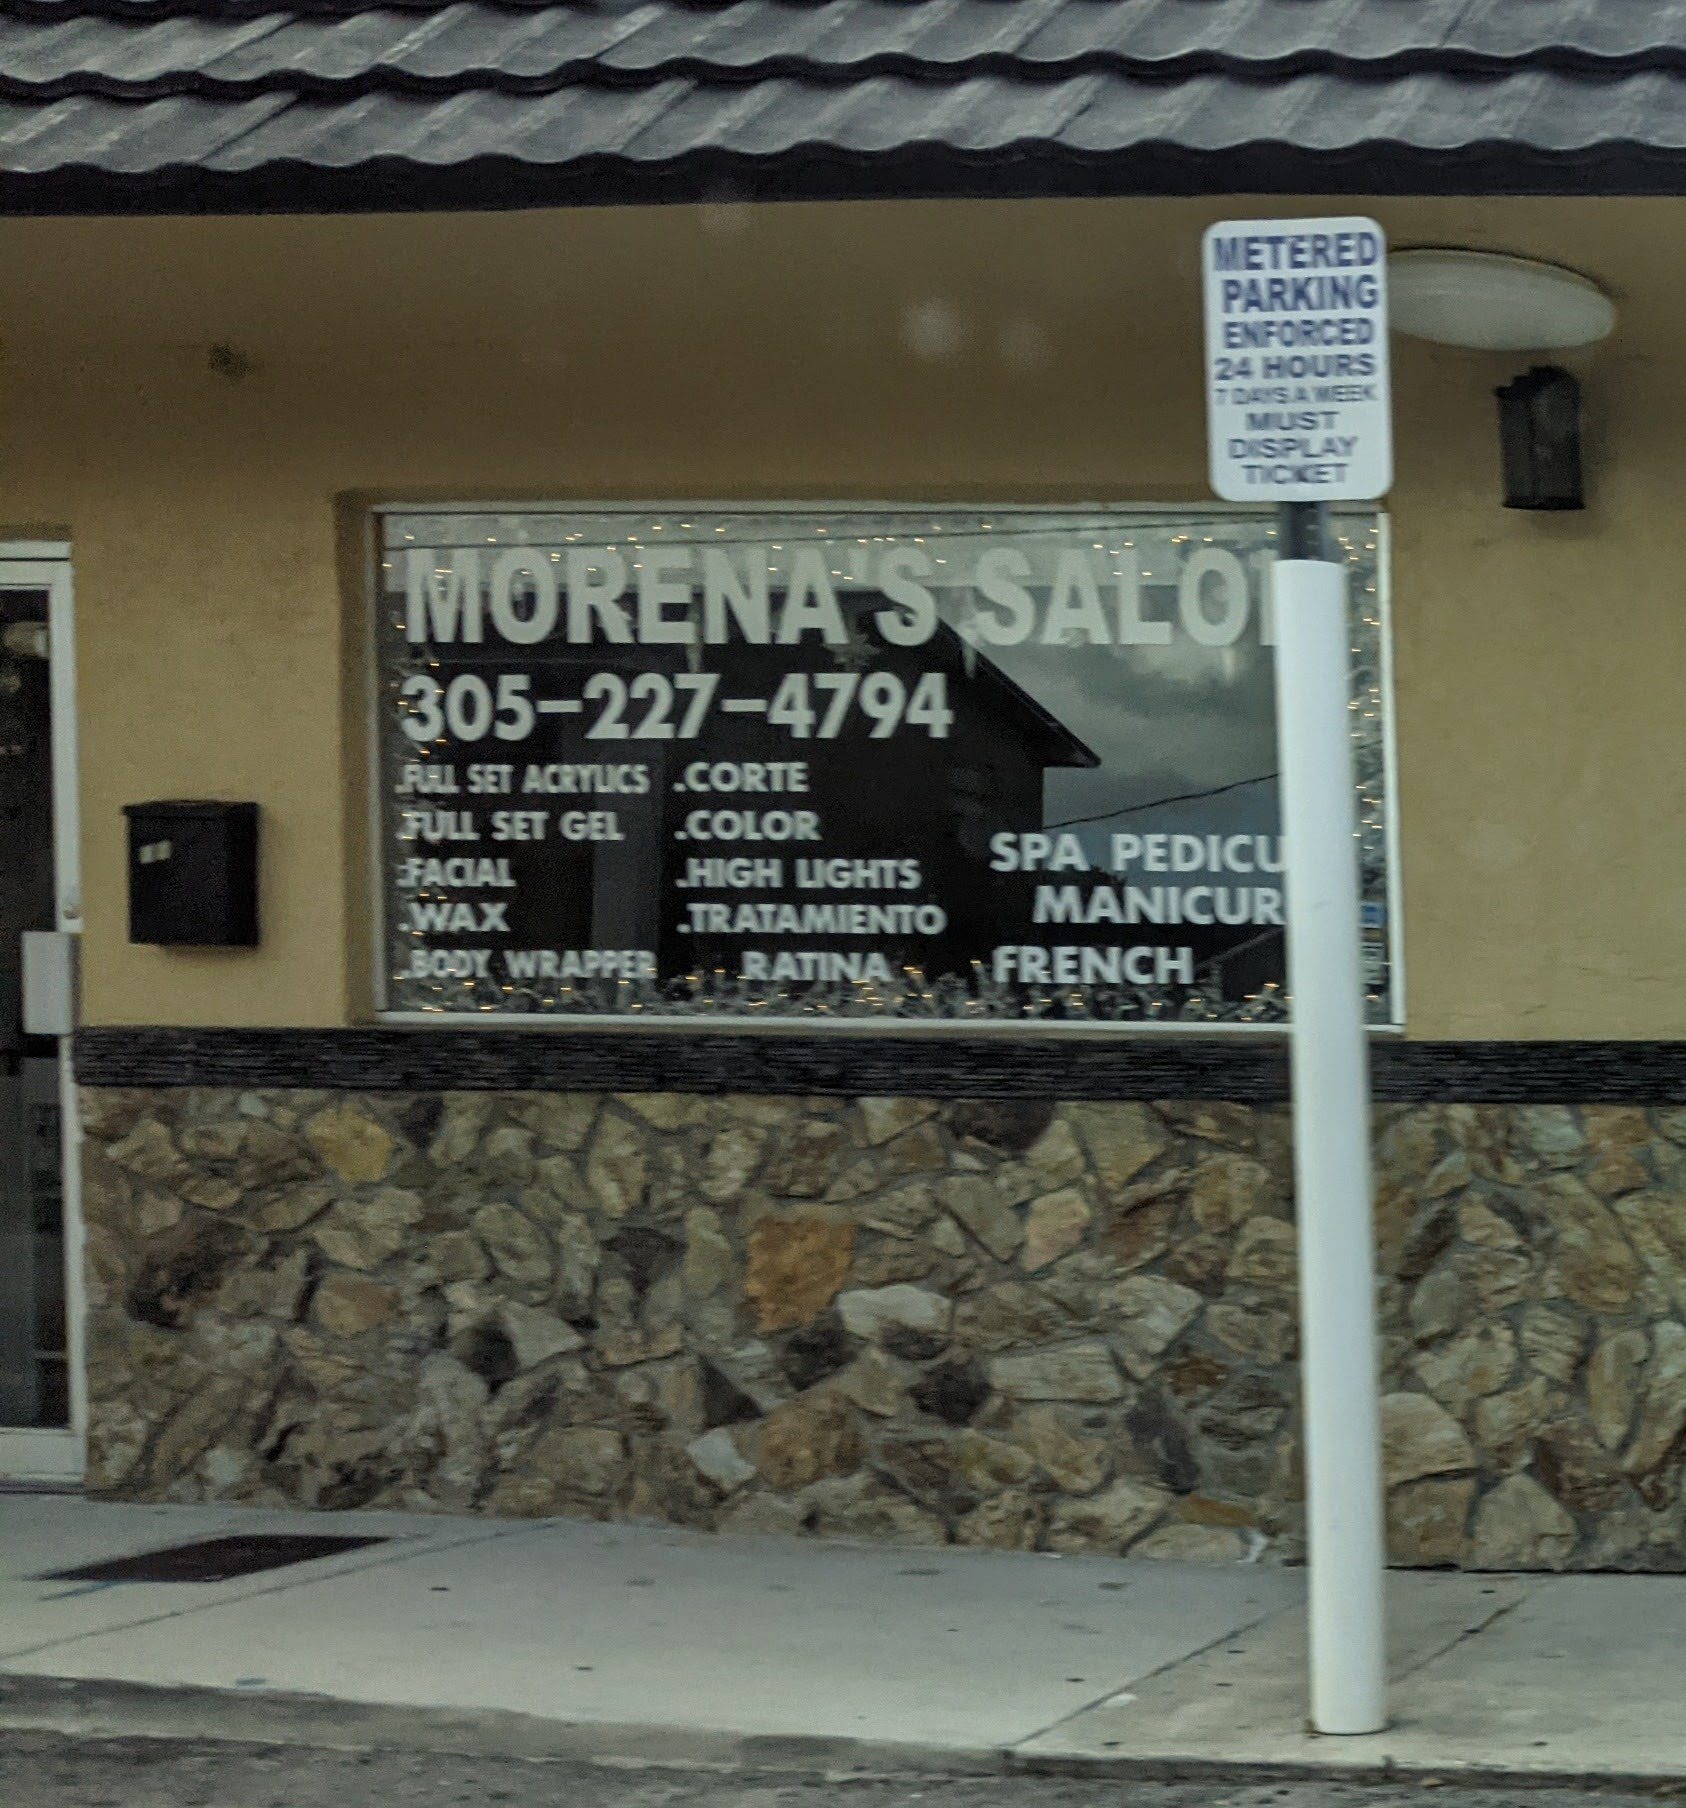 METERED
PARKING
ENFORCED
24 HOURS
7 DAYS A WEEK
MUST
DISPLAY
TICKET
MORENA'S SALO
305-227-4794
.FULL SET ACRYLICS
.FULL SET GEL
.FACIAL
.WAX
.BODY WRAPPER
.CORTE
.COLOR
.HIGH LIGHTS
.TRATAMIENTO
RATINA
SPA PEDICU
MANICUR
FRENCH